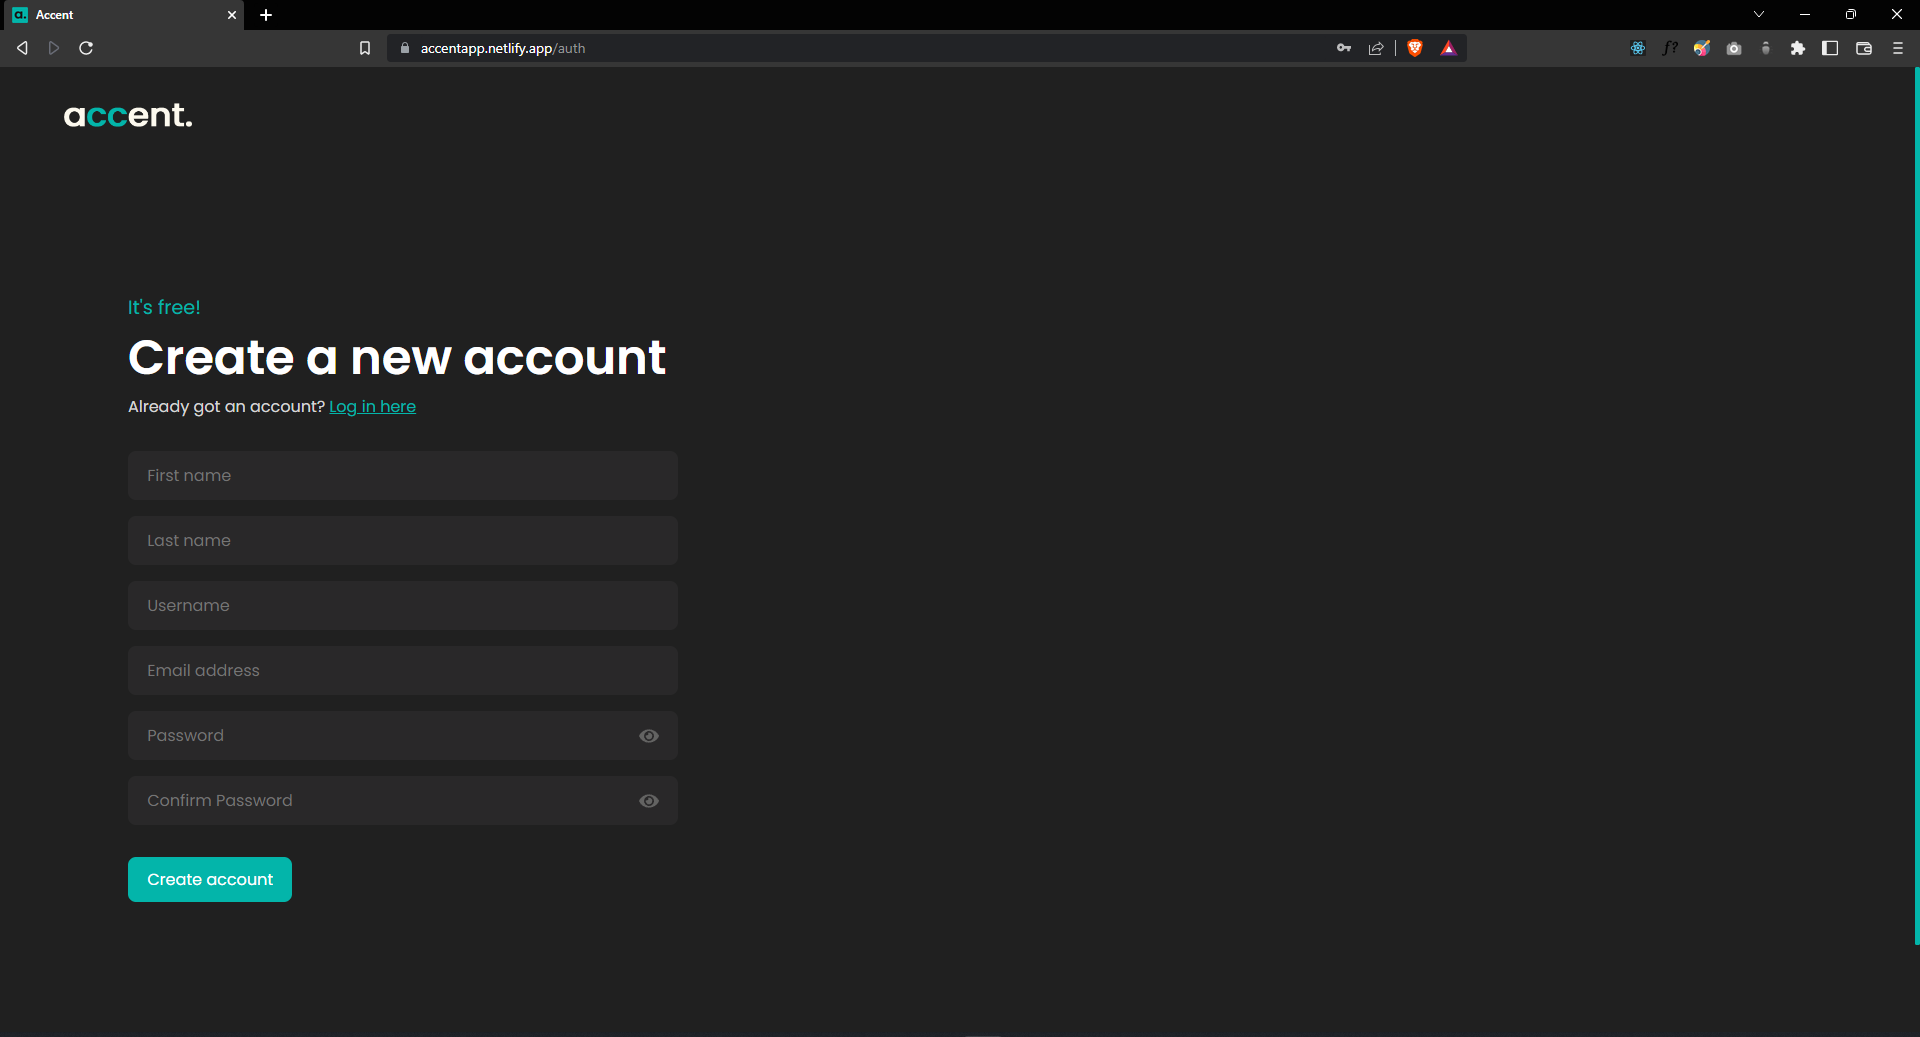 a. Accent
accentapp.netlify.app/auth
f?
accent.
It's free!
Create a new account
Already got an account? Log in here
First name
Last name
Username
Email address
Password
Confirm Password
Create account